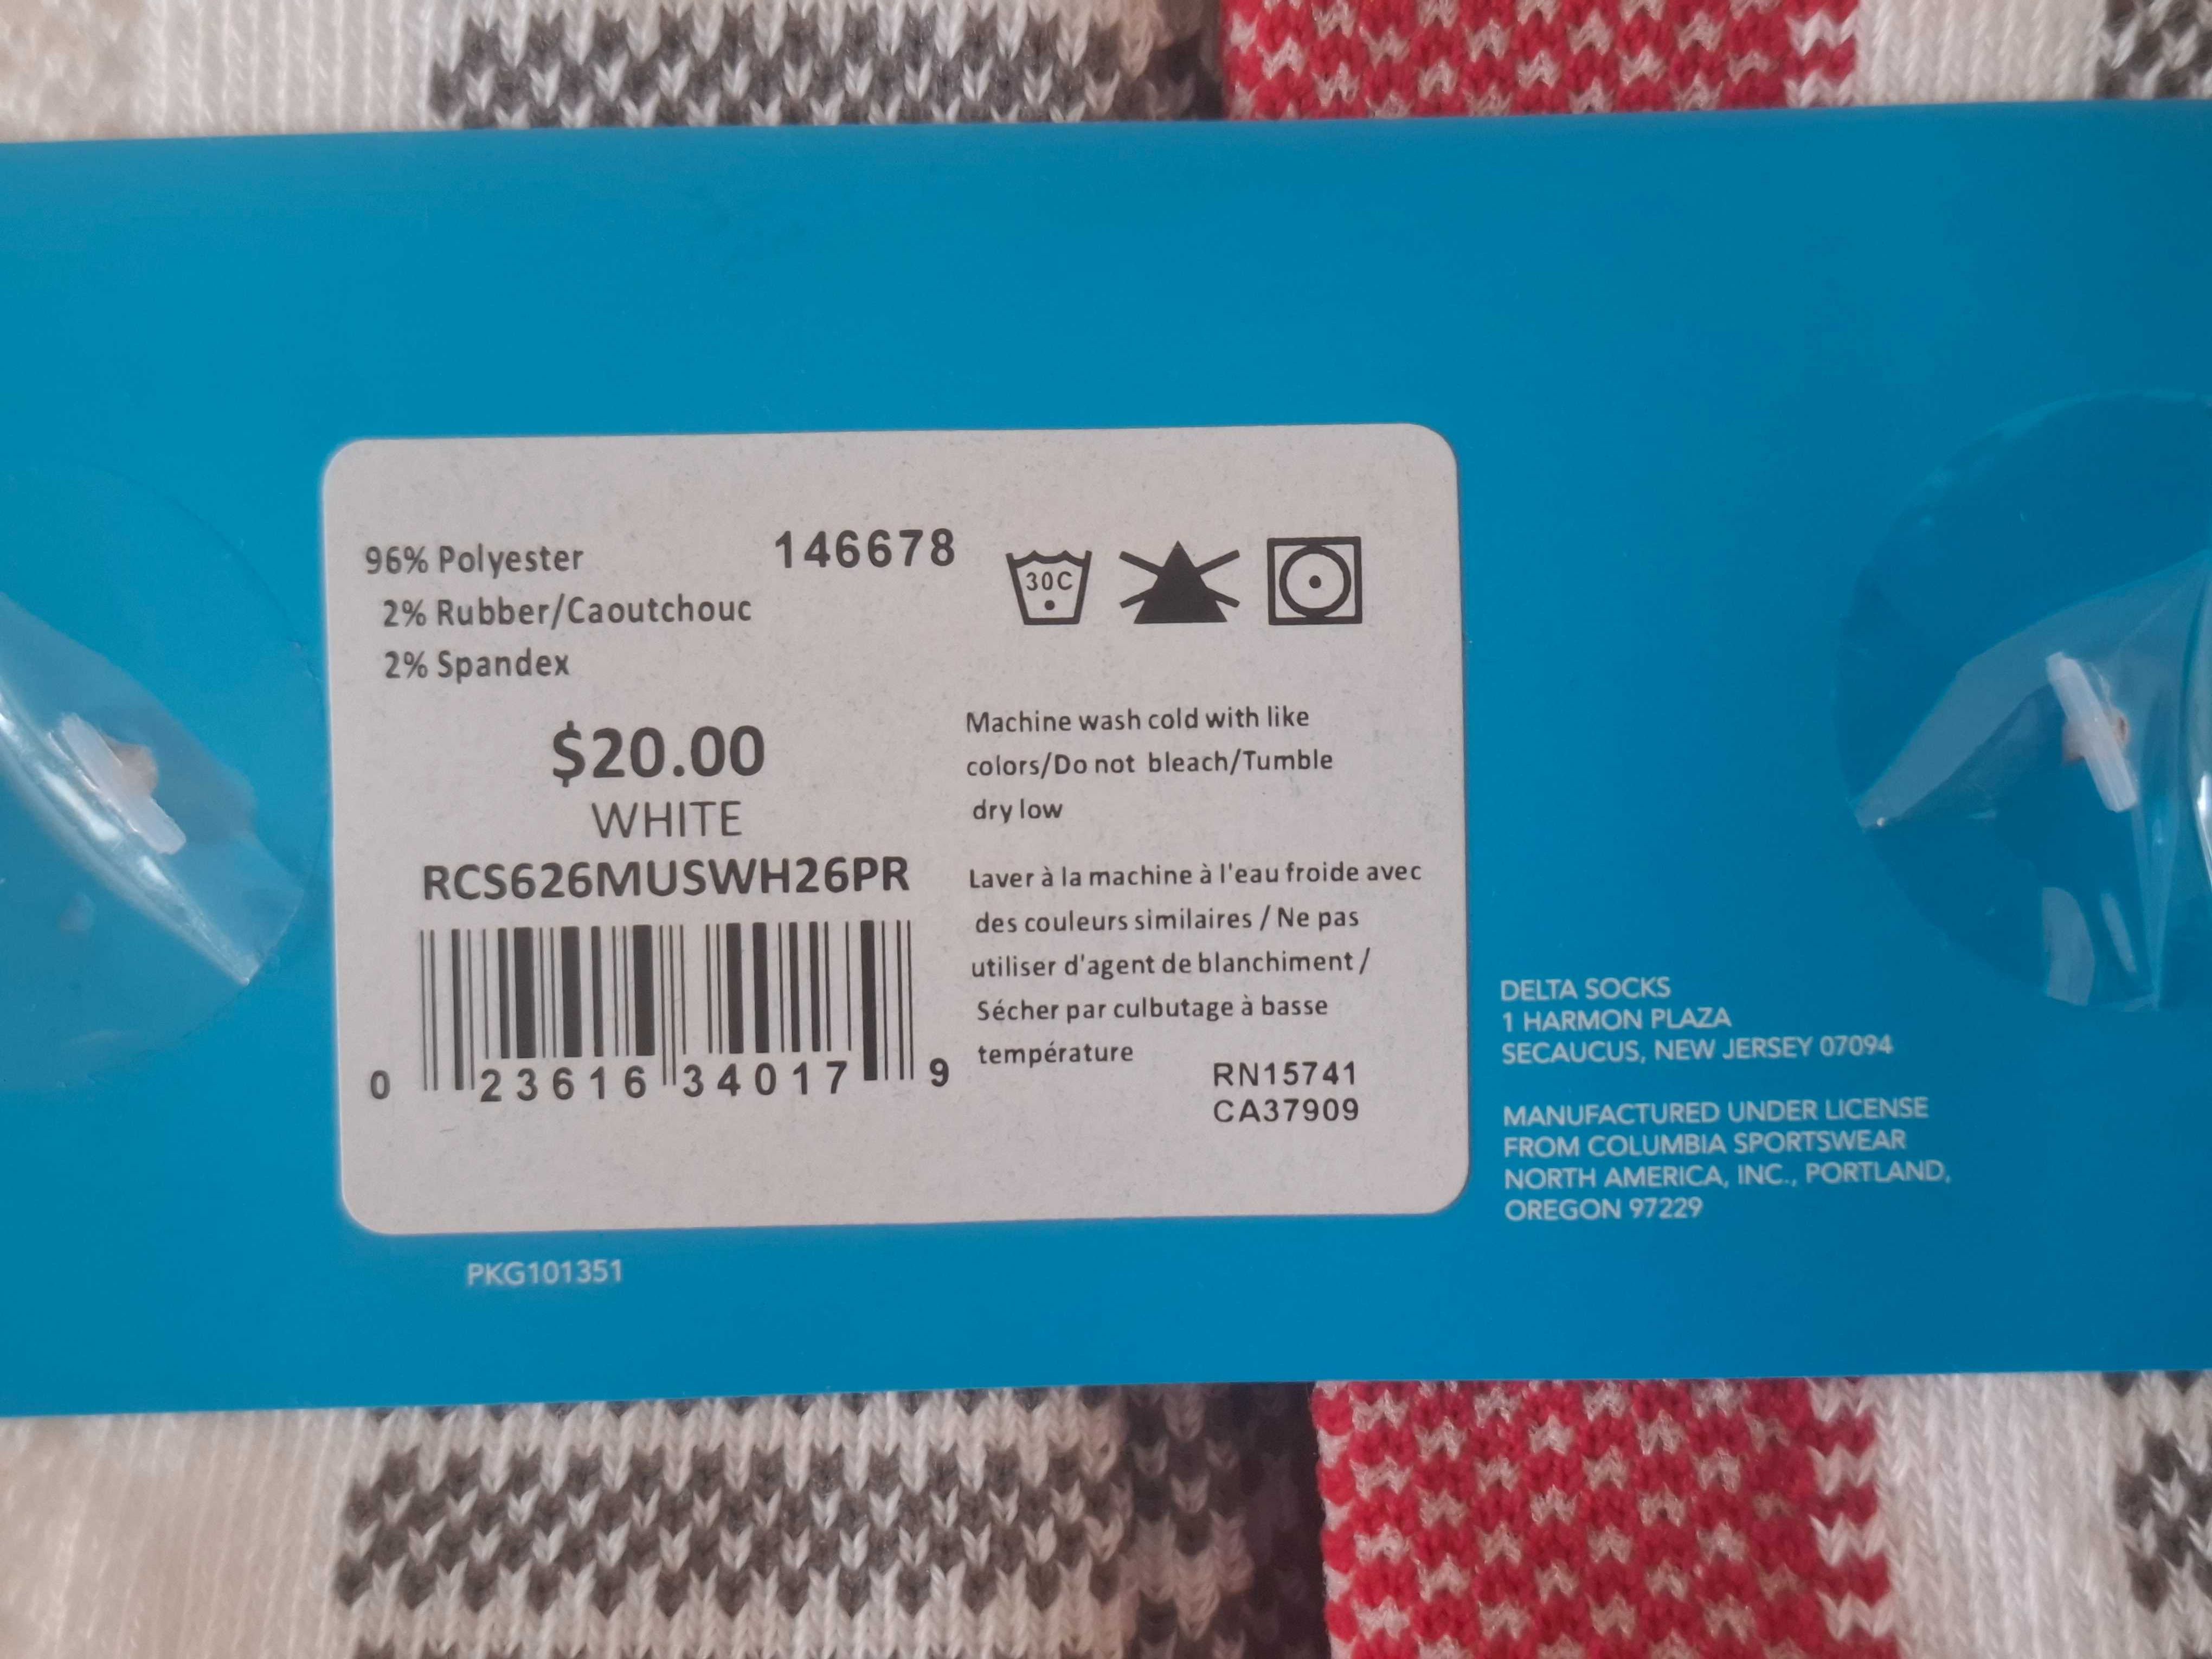 96% Polyester
2% Rubber/Caoutchouc
2% Spandex
146678
30C
$20.00
WHITE
RCS626MUSWH26PR
0 23616 34017 9
Machine wash cold with like
colors/Do not bleach/Tumble
dry low
Laver à la machine à l'eau froide avec
des couleurs similaires / Ne pas
utiliser d'agent de blanchiment /
Sécher par culbutage à basse
température
RN15741
CA37909
PKG101351
DELTA SOCKS
1 HARMON PLAZA
SECAUCUS, NEW JERSEY 07094
MANUFACTURED UNDER LICENSE
FROM COLUMBIA SPORTSWEAR
NORTH AMERICA, INC., PORTLAND,
OREGON 97229